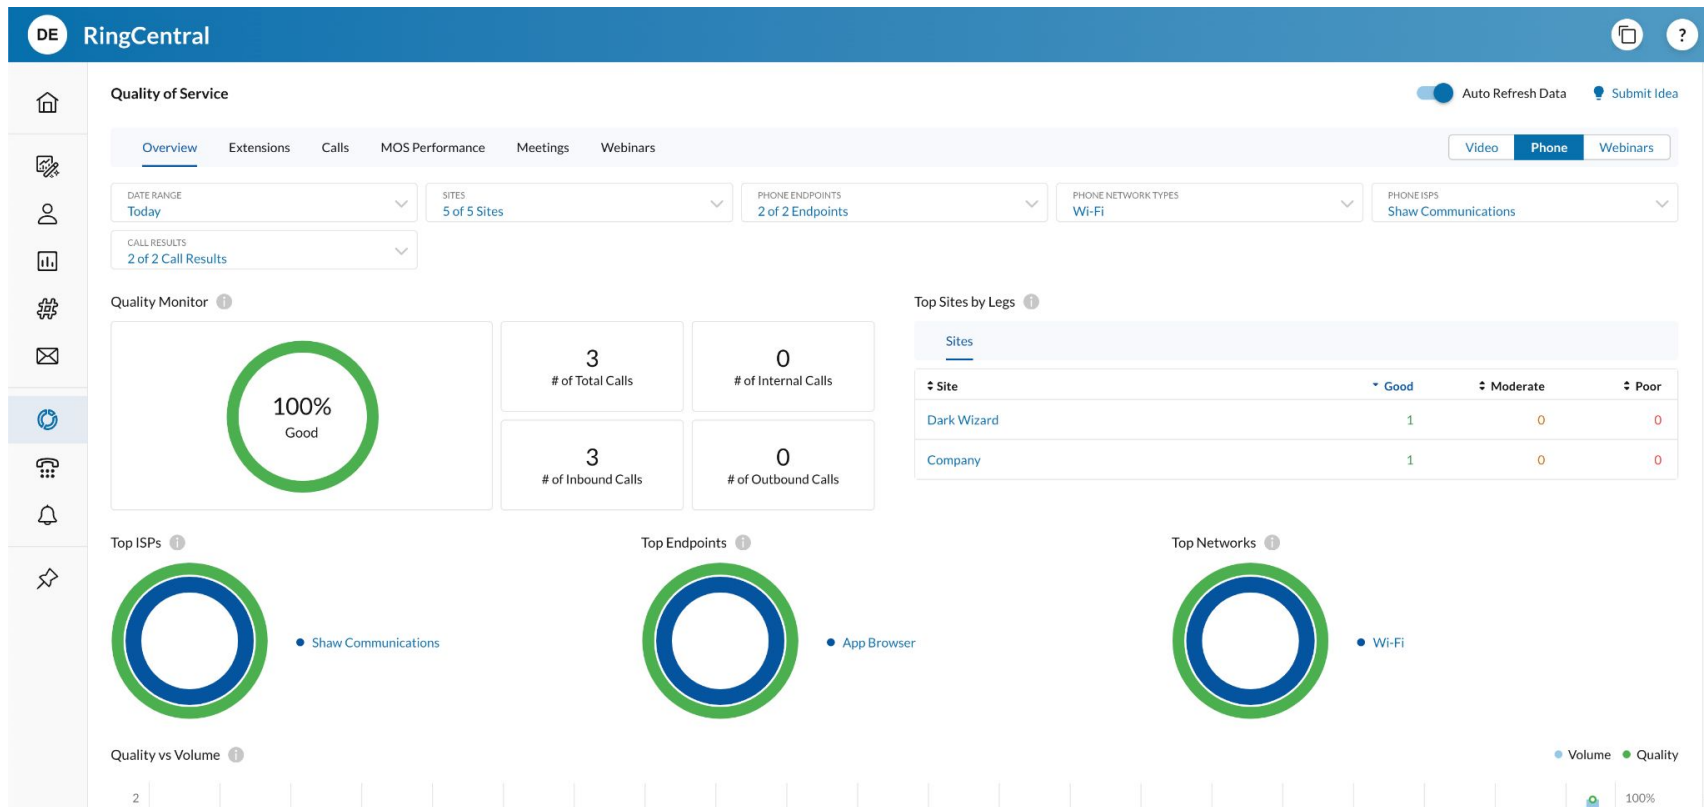 DE RingCentral ?
Quality of Service
Auto Refresh Data Submit Idea
Overview Extensions Calls MOS Performance Meetings Webinars
Video Phone Webinars
DATE RANGE
Today
SITES
5 of 5 Sites
PHONE ENDPOINTS
2 of 2 Endpoints
PHONE NETWORK TYPES
Wi-Fi
PHONE ISPS
Shaw Communications
CALL RESULTS
2 of 2 Call Results
Quality Monitor i
100%
Good
3
# of Total Calls
0
# of Internal Calls
3
# of Inbound Calls
0
# of Outbound Calls
Top Sites by Legs i
Sites
Site Good Moderate Poor
Dark Wizard 1 0 0
Company 1 0 0
Top ISPs i
Shaw Communications
Top Endpoints i
App Browser
Top Networks i
Wi-Fi
Quality vs Volume i
Volume Quality
2 100%